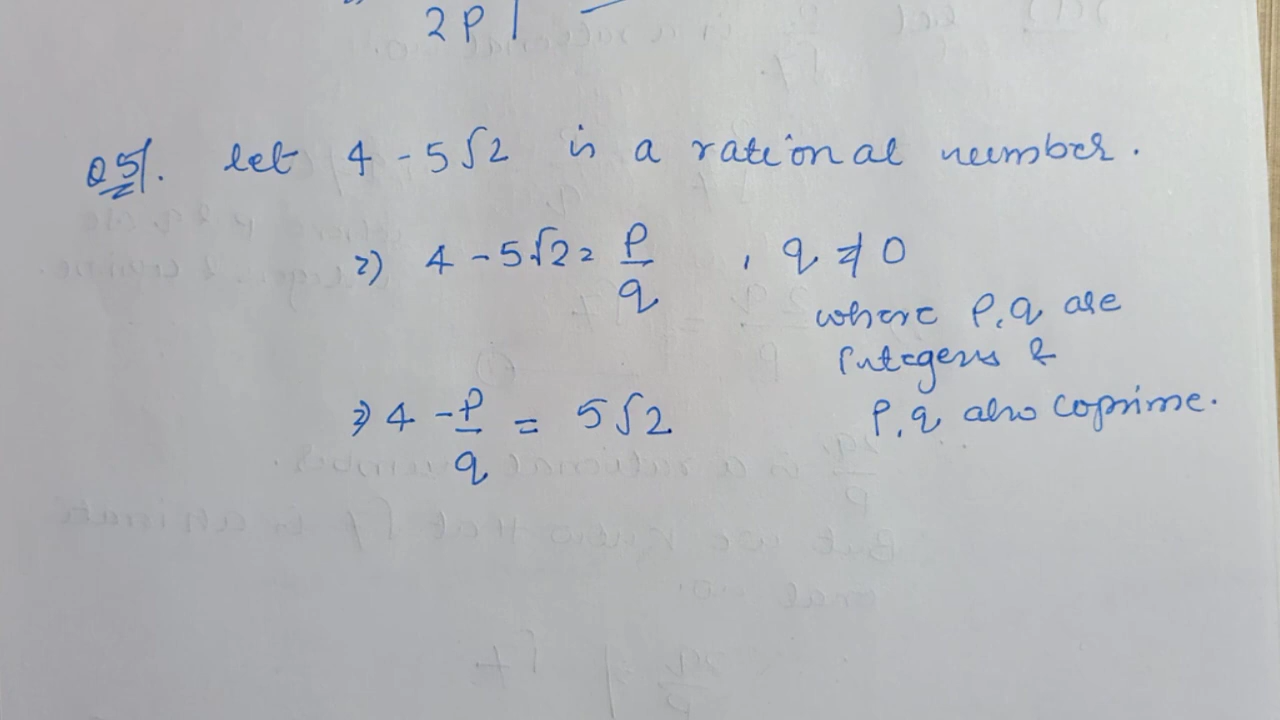 2P
Q5/. let 4 - 5√2 is a rational number.
⇒) 4 - 5√2 = P/q , q ≠ 0
where P, q are
integers &
⇒) 4 - P/q = 5√2
P, q also coprime.